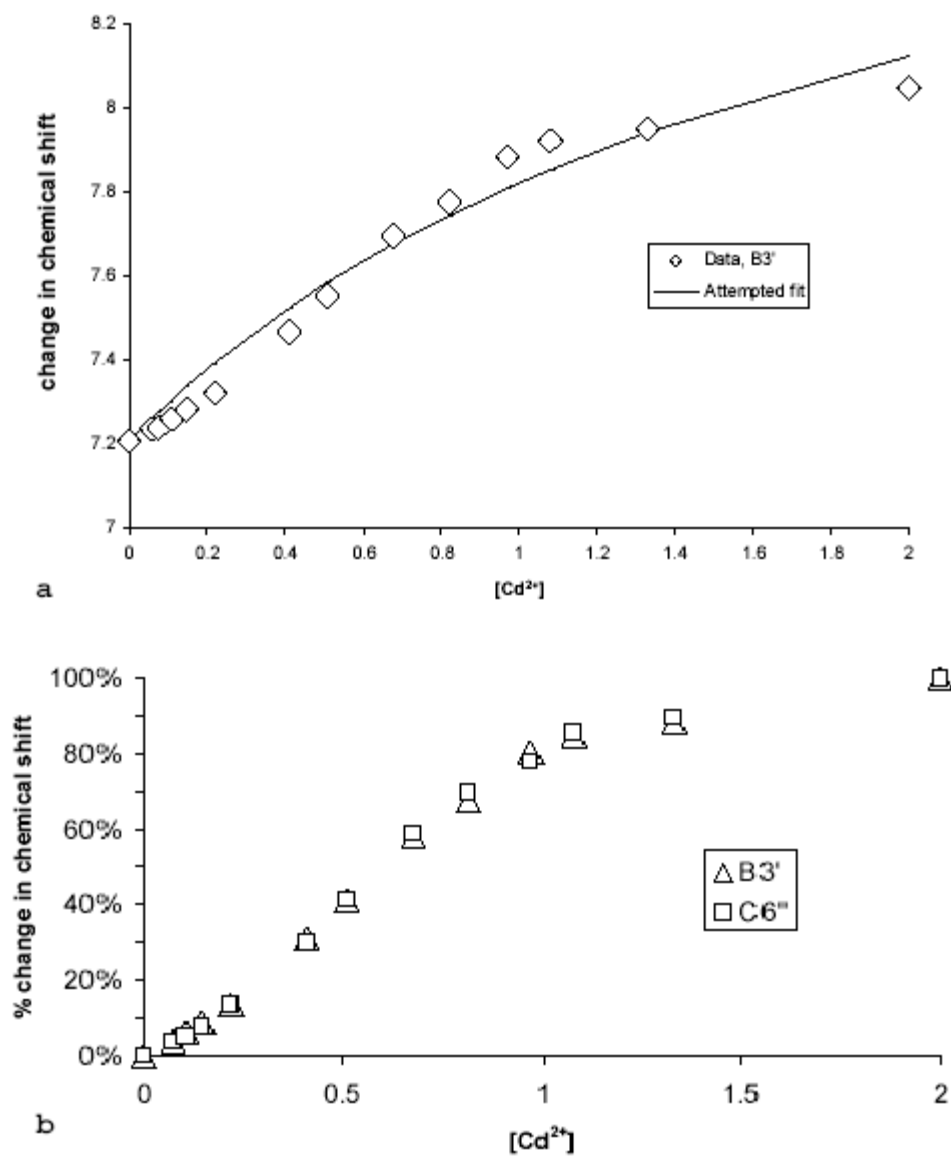 8.2
8
7.8
7.6
7.4
7.2
7
change in chemical shift
0 0.2 0.4 0.6 0.8 1 1.2 1.4 1.6 1.8 2
[Cd²⁺]
Data, B3'
Attempted fit
a
100%
80%
60%
40%
20%
0%
% change in chemical shift
0 0.5 1 1.5 2
[Cd²⁺]
B3'
C6"
b